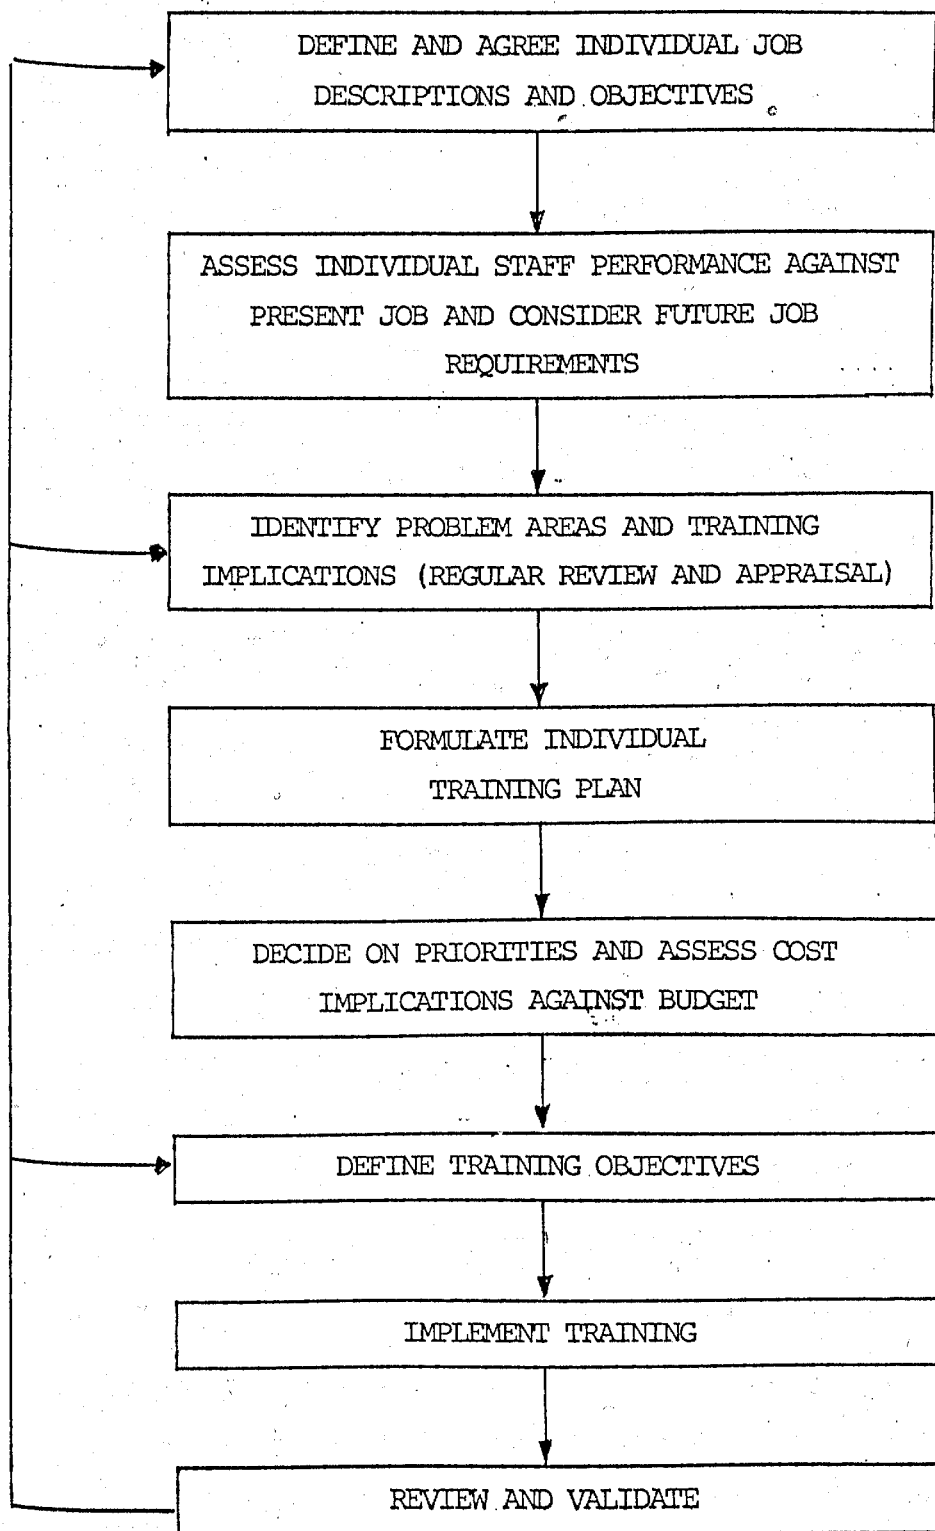 DEFINE AND AGREE INDIVIDUAL JOB
DESCRIPTIONS AND OBJECTIVES
ASSESS INDIVIDUAL STAFF PERFORMANCE AGAINST
PRESENT JOB AND CONSIDER FUTURE JOB
REQUIREMENTS
IDENTIFY PROBLEM AREAS AND TRAINING
IMPLICATIONS (REGULAR REVIEW AND APPRAISAL)
FORMULATE INDIVIDUAL
TRAINING PLAN
DECIDE ON PRIORITIES AND ASSESS COST
IMPLICATIONS AGAINST BUDGET
DEFINE TRAINING OBJECTIVES
IMPLEMENT TRAINING
REVIEW AND VALIDATE